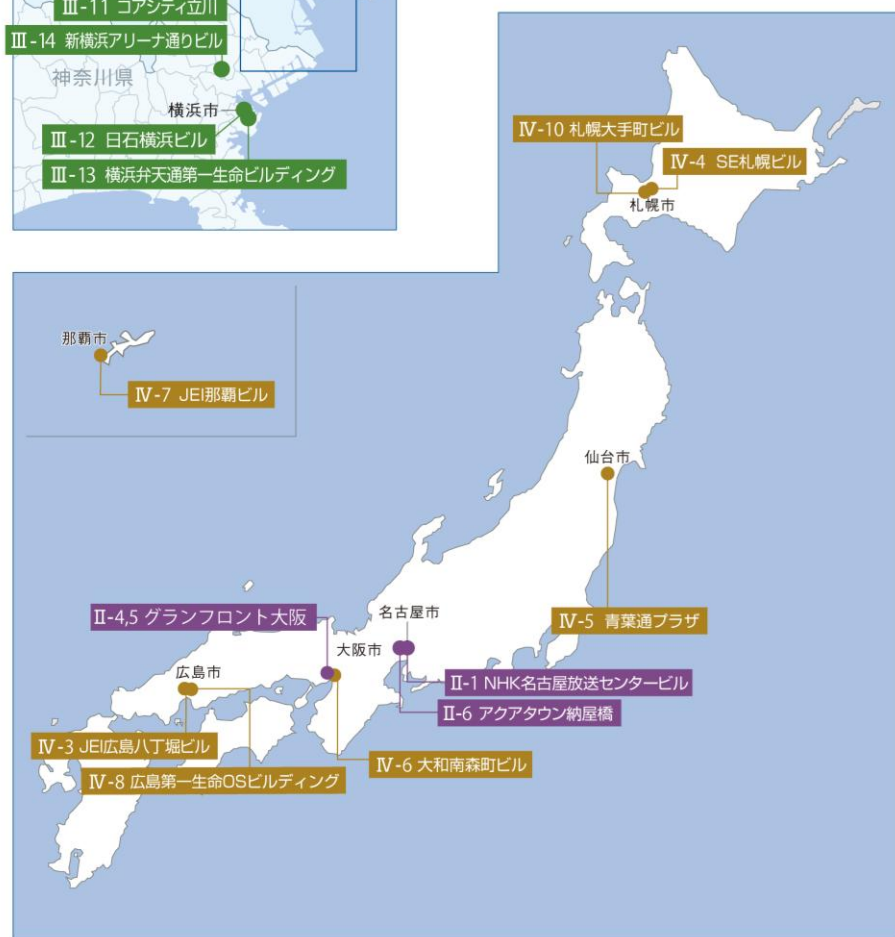 Ⅲ-11 コアシティ立川
Ⅲ-14 新横浜アリーナ通りビル
神奈川県
横浜市
Ⅲ-12 日石横浜ビル
Ⅲ-13 横浜弁天通第一生命ビルディング
Ⅳ-10 札幌大手町ビル
Ⅳ-4 SE札幌ビル
札幌市
那覇市
Ⅳ-7 JEI那覇ビル
仙台市
Ⅳ-5 青葉通プラザ
Ⅱ-4,5 グランフロント大阪
名古屋市
大阪市
広島市
Ⅱ-1 NHK名古屋放送センタービル
Ⅱ-6 アクアタウン納屋橋
Ⅳ-3 JEI広島八丁堀ビル
Ⅳ-6 大和南森町ビル
Ⅳ-8 広島第一生命OSビルディング